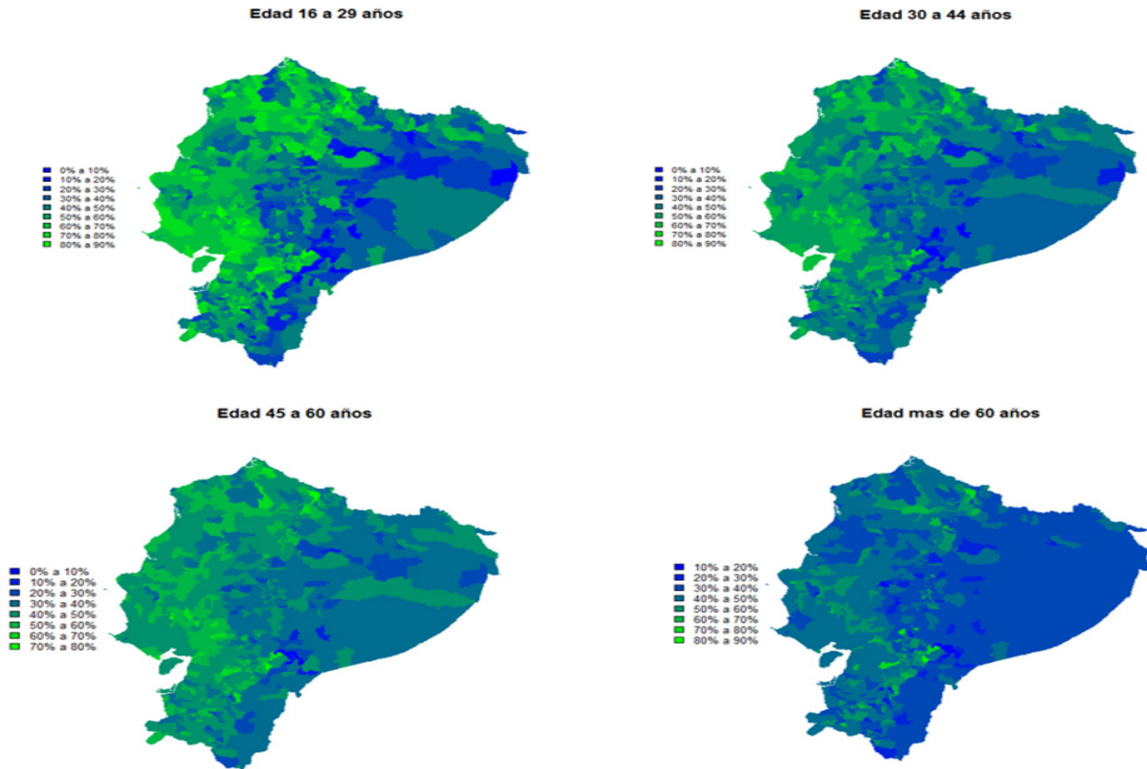 Edad 16 a 29 años
0% a 10%
10% a 20%
20% a 30%
30% a 40%
40% a 50%
50% a 60%
60% a 70%
70% a 80%
80% a 90%
Edad 30 a 44 años
0% a 10%
10% a 20%
20% a 30%
30% a 40%
40% a 50%
50% a 60%
60% a 70%
70% a 80%
80% a 90%
Edad 45 a 60 años
0% a 10%
10% a 20%
20% a 30%
30% a 40%
40% a 50%
50% a 60%
60% a 70%
70% a 80%
Edad mas de 60 años
10% a 20%
20% a 30%
30% a 40%
40% a 50%
50% a 60%
60% a 70%
70% a 80%
80% a 90%